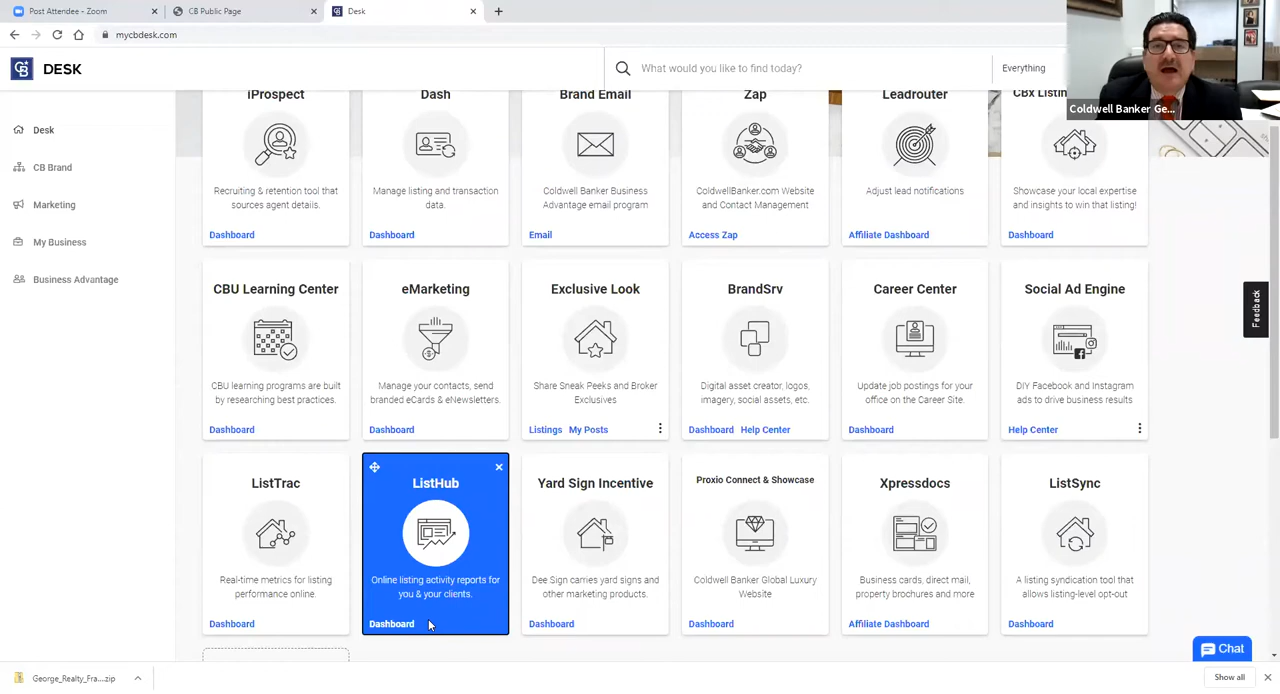 Post Attendee - Zoom
CB Public Page
Desk
mycbdesk.com
CB
DESK
What would you like to find today?
Everything
Coldwell Banker Ge...
Desk
CB Brand
Marketing
My Business
Business Advantage
iProspect
Dash
Brand Email
Zap
Leadrouter
CBx Listin
Recruiting & retention tool that
sources agent details.
Manage listing and transaction
data.
Coldwell Banker Business
Advantage email program
ColdwellBanker.com Website
and Contact Management
Adjust lead notifications
Showcase your local expertise
and insights to win that listing!
Dashboard
Dashboard
Email
Access Zap
Affiliate Dashboard
Dashboard
CBU Learning Center
eMarketing
Exclusive Look
BrandSrv
Career Center
Social Ad Engine
CBU learning programs are built
by researching best practices.
Manage your contacts, send
branded eCards & eNewsletters.
Share Sneak Peeks and Broker
Exclusives
Digital asset creator, logos,
imagery, social assets, etc.
Update job postings for your
office on the Career Site.
DIY Facebook and Instagram
ads to drive business results
Dashboard
Dashboard
Listings My Posts
Dashboard Help Center
Dashboard
Help Center
Feedback
ListTrac
ListHub
Yard Sign Incentive
Proxio Connect & Showcase
Xpressdocs
ListSync
Real-time metrics for listing
performance online.
Online listing activity reports for
you & your clients.
Dee Sign carries yard signs and
other marketing products.
Coldwell Banker Global Luxury
Website
Business cards, direct mail,
property brochures and more
A listing syndication tool that
allows listing-level opt-out
Dashboard
Dashboard
Dashboard
Dashboard
Affiliate Dashboard
Dashboard
Chat
George_Realty_Fra....zip
Show all